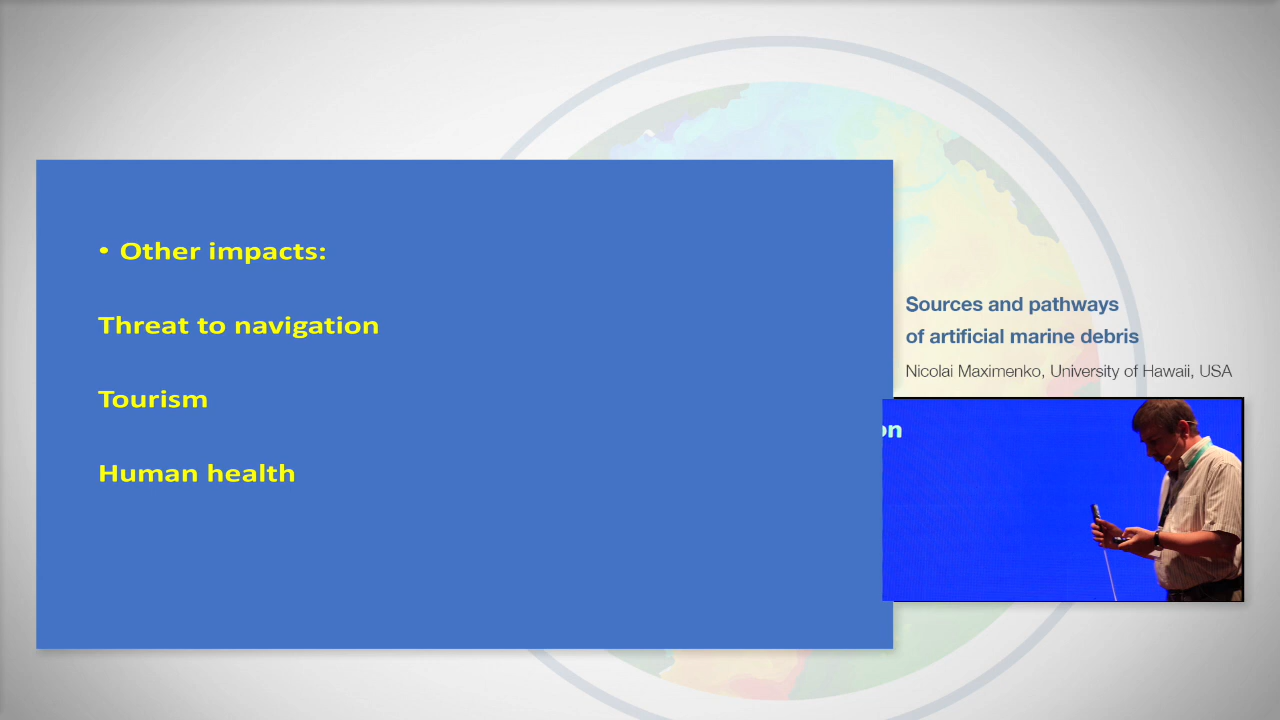 • Other impacts:
Threat to navigation
Tourism
Human health
Sources and pathways
of artificial marine debris
Nicolai Maximenko, University of Hawaii, USA
on